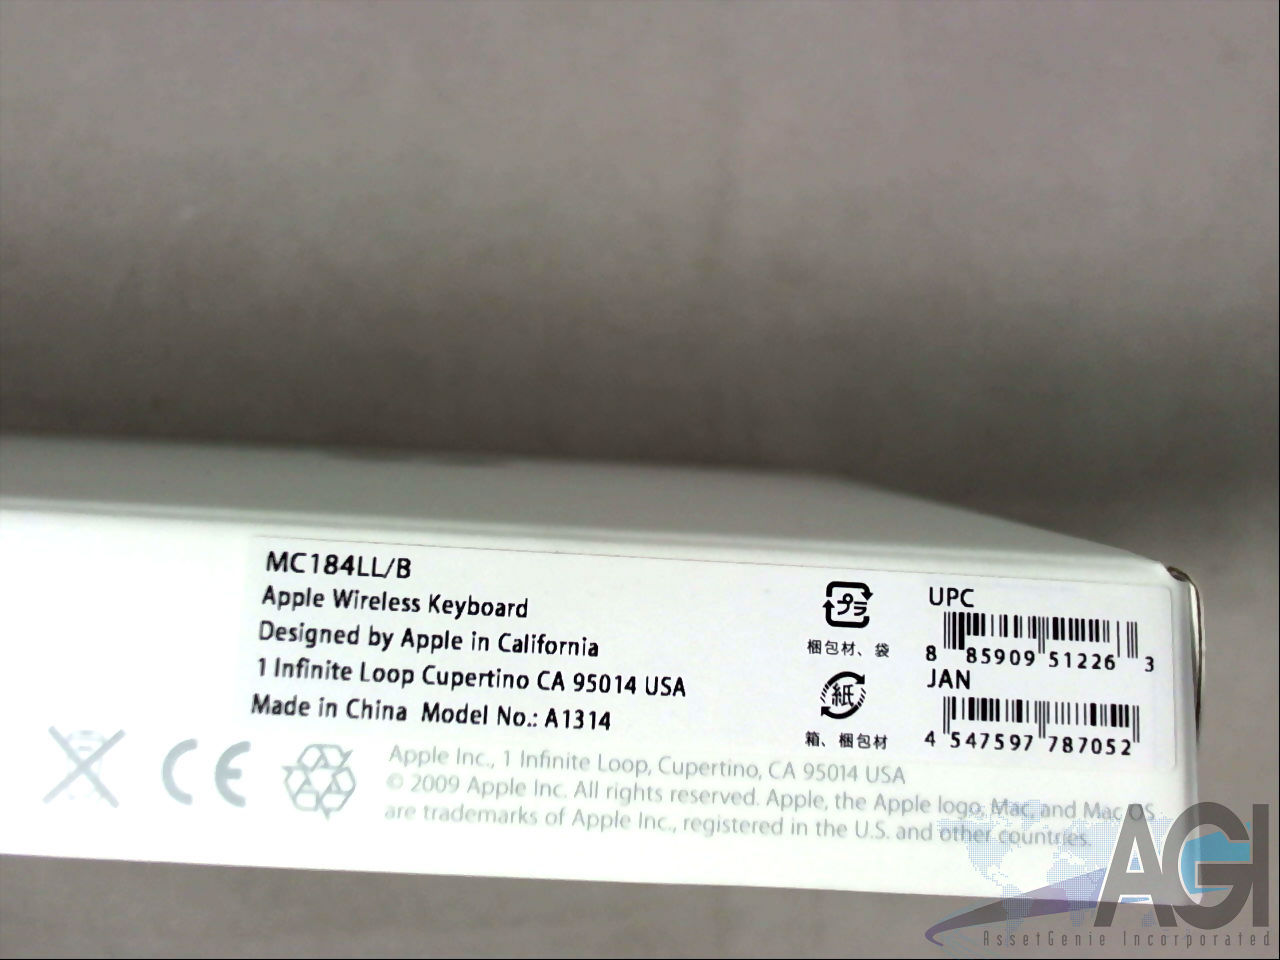 MC184LL/B
Apple Wireless Keyboard
Designed by Apple in California
1 Infinite Loop Cupertino CA 95014 USA
Made in China Model No.: A1314
プラ
梱包材、袋
紙
箱、梱包材
UPC
8 85909 51226 3
JAN
4 547597 787052
CE
Apple Inc., 1 Infinite Loop, Cupertino, CA 95014 USA
© 2009 Apple Inc. All rights reserved. Apple, the Apple logo, Mac, and Mac OS
are trademarks of Apple Inc., registered in the U.S. and other countries.
AGI
AssetGenie Incorporated